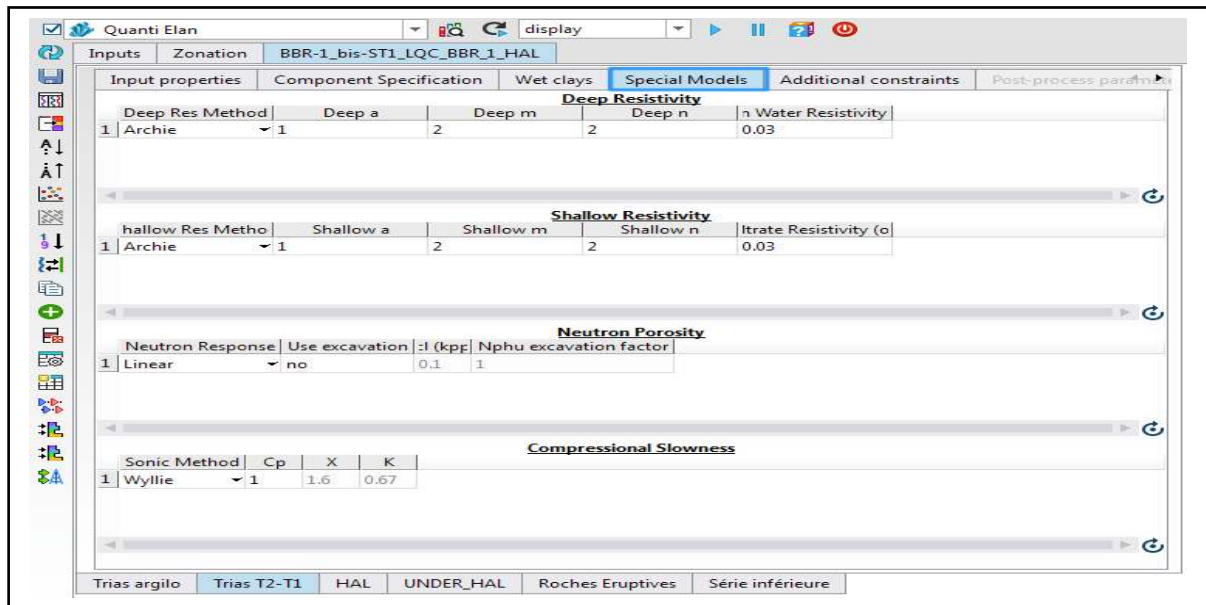 Quanti Elan display
Inputs Zonation BBR-1_bis-ST1_LQC_BBR_1_HAL
Input properties Component Specification Wet clays Special Models Additional constraints Post-process paramete
Deep Resistivity
Deep Res Method Deep a Deep m Deep n n Water Resistivity
1 Archie 1 2 2 0.03
Shallow Resistivity
hallow Res Metho Shallow a Shallow m Shallow n ltrate Resistivity (o
1 Archie 1 2 2 0.03
Neutron Porosity
Neutron Response Use excavation :l (kpp Nphu excavation factor
1 Linear no 0.1 1
Compressional Slowness
Sonic Method Cp X K
1 Wyllie 1 1.6 0.67
Trias argilo Trias T2-T1 HAL UNDER_HAL Roches Eruptives Série inférieure